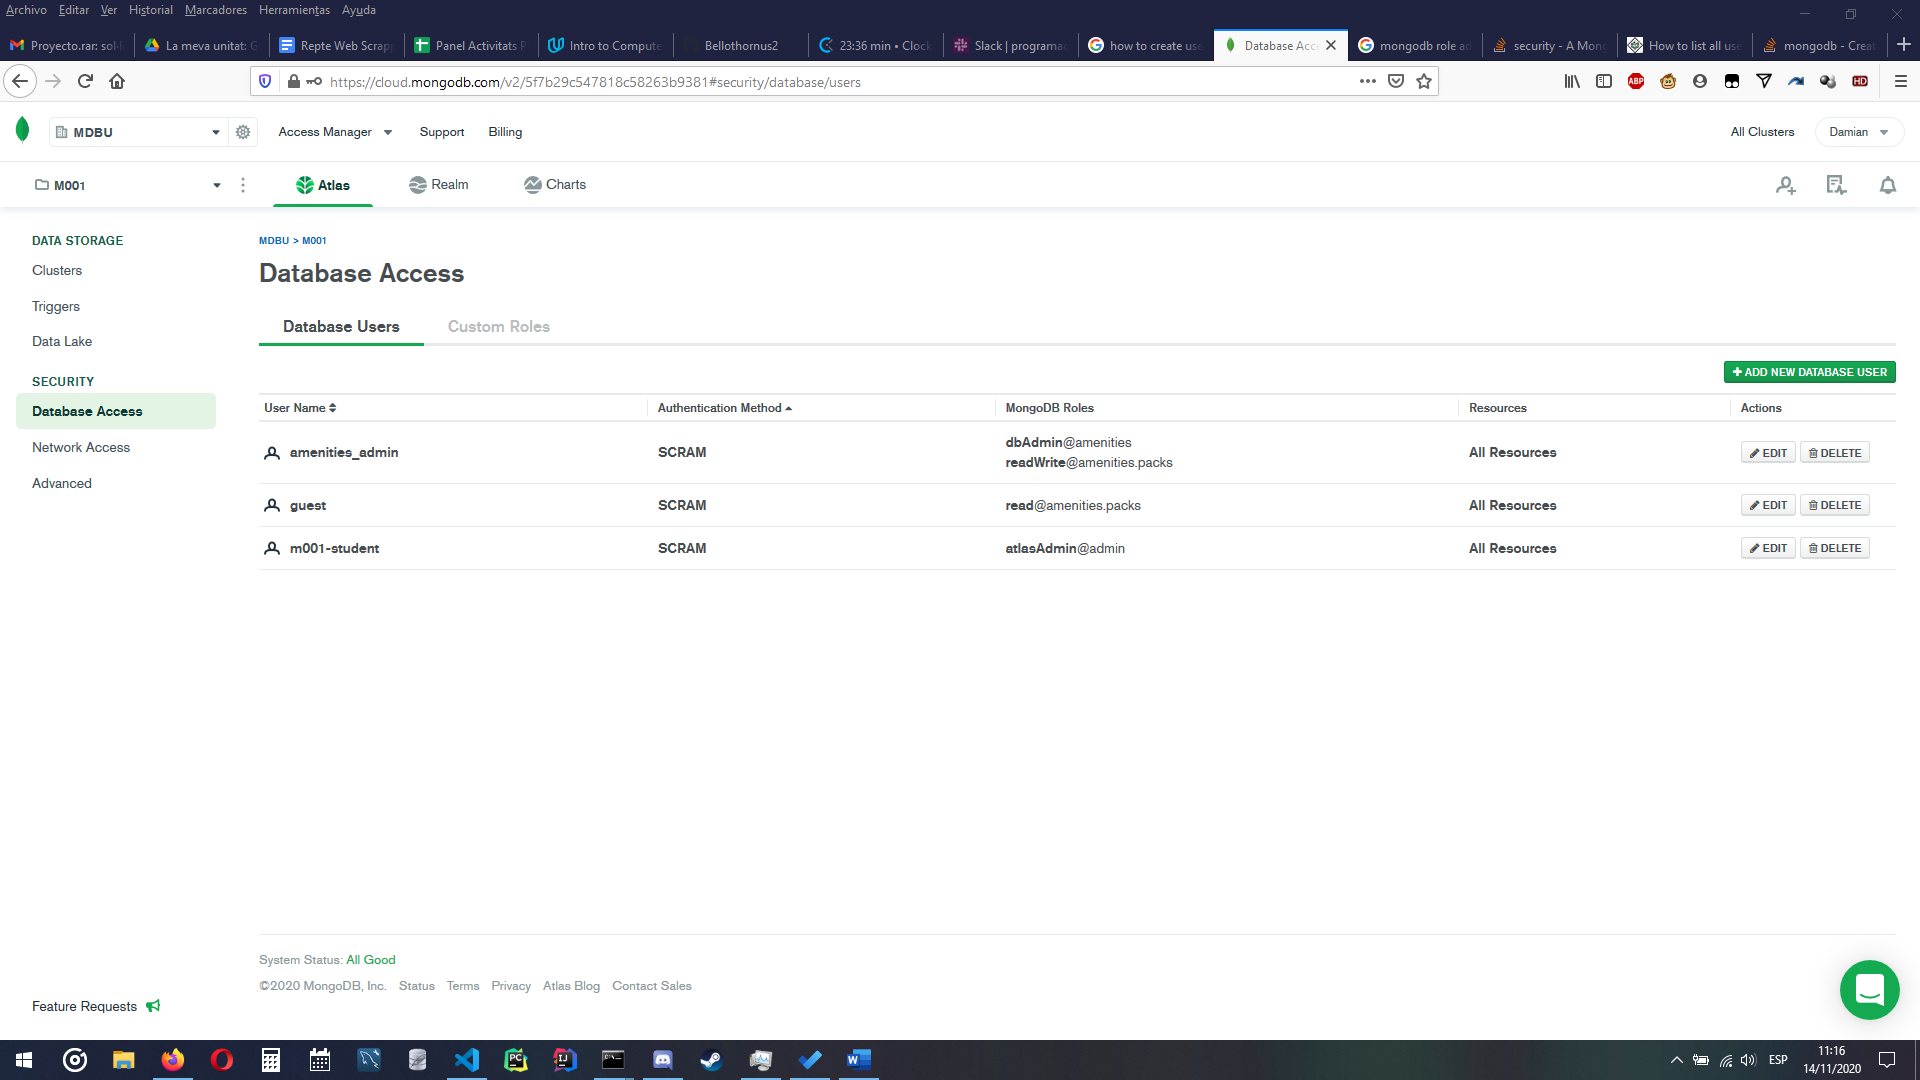 Archivo Editar Ver Historial Marcadores Herramientas Ayuda
Proyecto.rar: sol- La meva unitat: G Repte Web Scrap Panel Activitats P Intro to Compute Bellothornus2 23:36 min • Clock Slack | programac how to create use Database Acc mongodb role ad security - A Mong How to list all use mongodb - Creat
https://cloud.mongodb.com/v2/5f7b29c547818c58263b9381#security/database/users
MDBU Access Manager Support Billing All Clusters Damian
M001 Atlas Realm Charts
DATA STORAGE
Clusters
Triggers
Data Lake
SECURITY
Database Access
Network Access
Advanced
MDBU > M001
Database Access
Database Users Custom Roles
+ ADD NEW DATABASE USER
User Name Authentication Method MongoDB Roles Resources Actions
amenities_admin SCRAM dbAdmin@amenities All Resources EDIT DELETE
readWrite@amenities.packs
guest SCRAM read@amenities.packs All Resources EDIT DELETE
m001-student SCRAM atlasAdmin@admin All Resources EDIT DELETE
System Status: All Good
©2020 MongoDB, Inc. Status Terms Privacy Atlas Blog Contact Sales
Feature Requests
ESP
11:16
14/11/2020